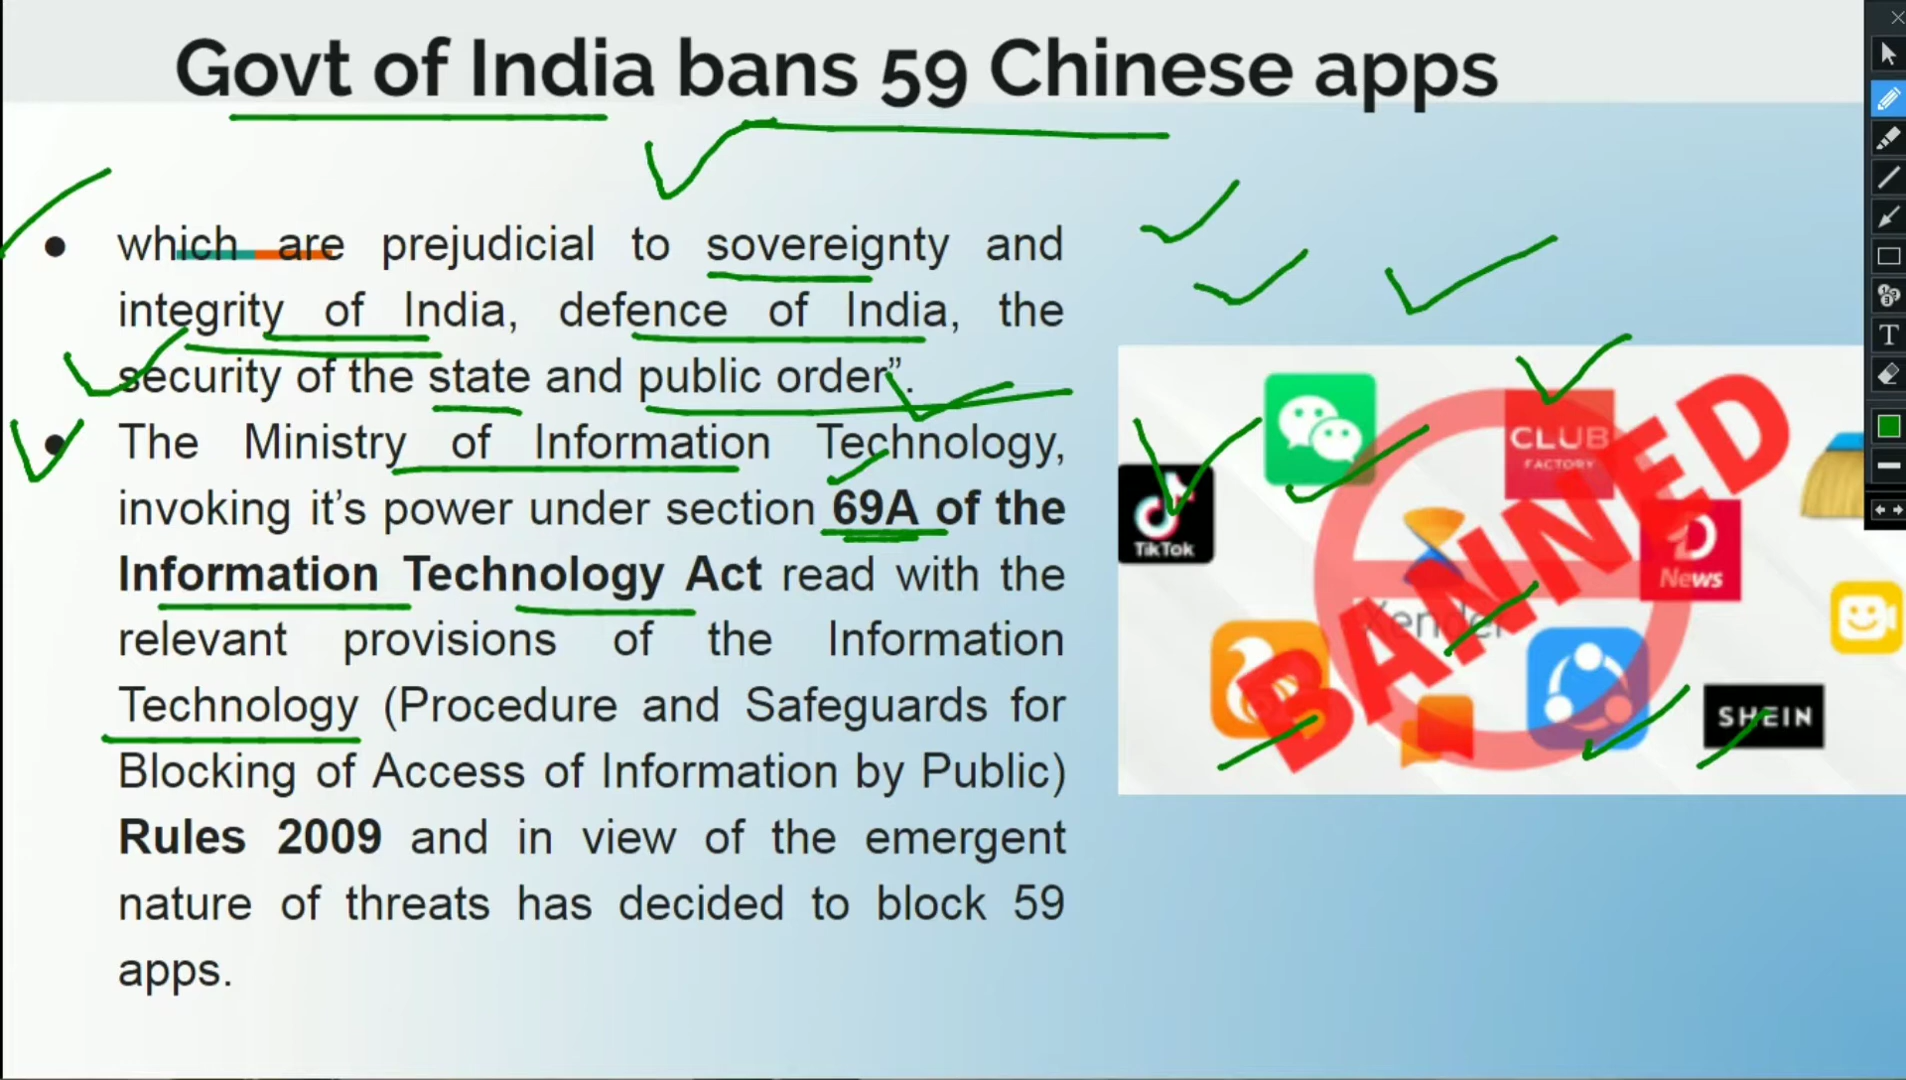 Govt of India bans 59 Chinese apps
● which are prejudicial to sovereignty and
integrity of India, defence of India, the
security of the state and public order”.
● The Ministry of Information Technology,
invoking it’s power under section 69A of the
Information Technology Act read with the
relevant provisions of the Information
Technology (Procedure and Safeguards for
Blocking of Access of Information by Public)
Rules 2009 and in view of the emergent
nature of threats has decided to block 59
apps.
CLUB
FACTORY
TikTok
D
News
Xender
BANNED
SHEIN
T